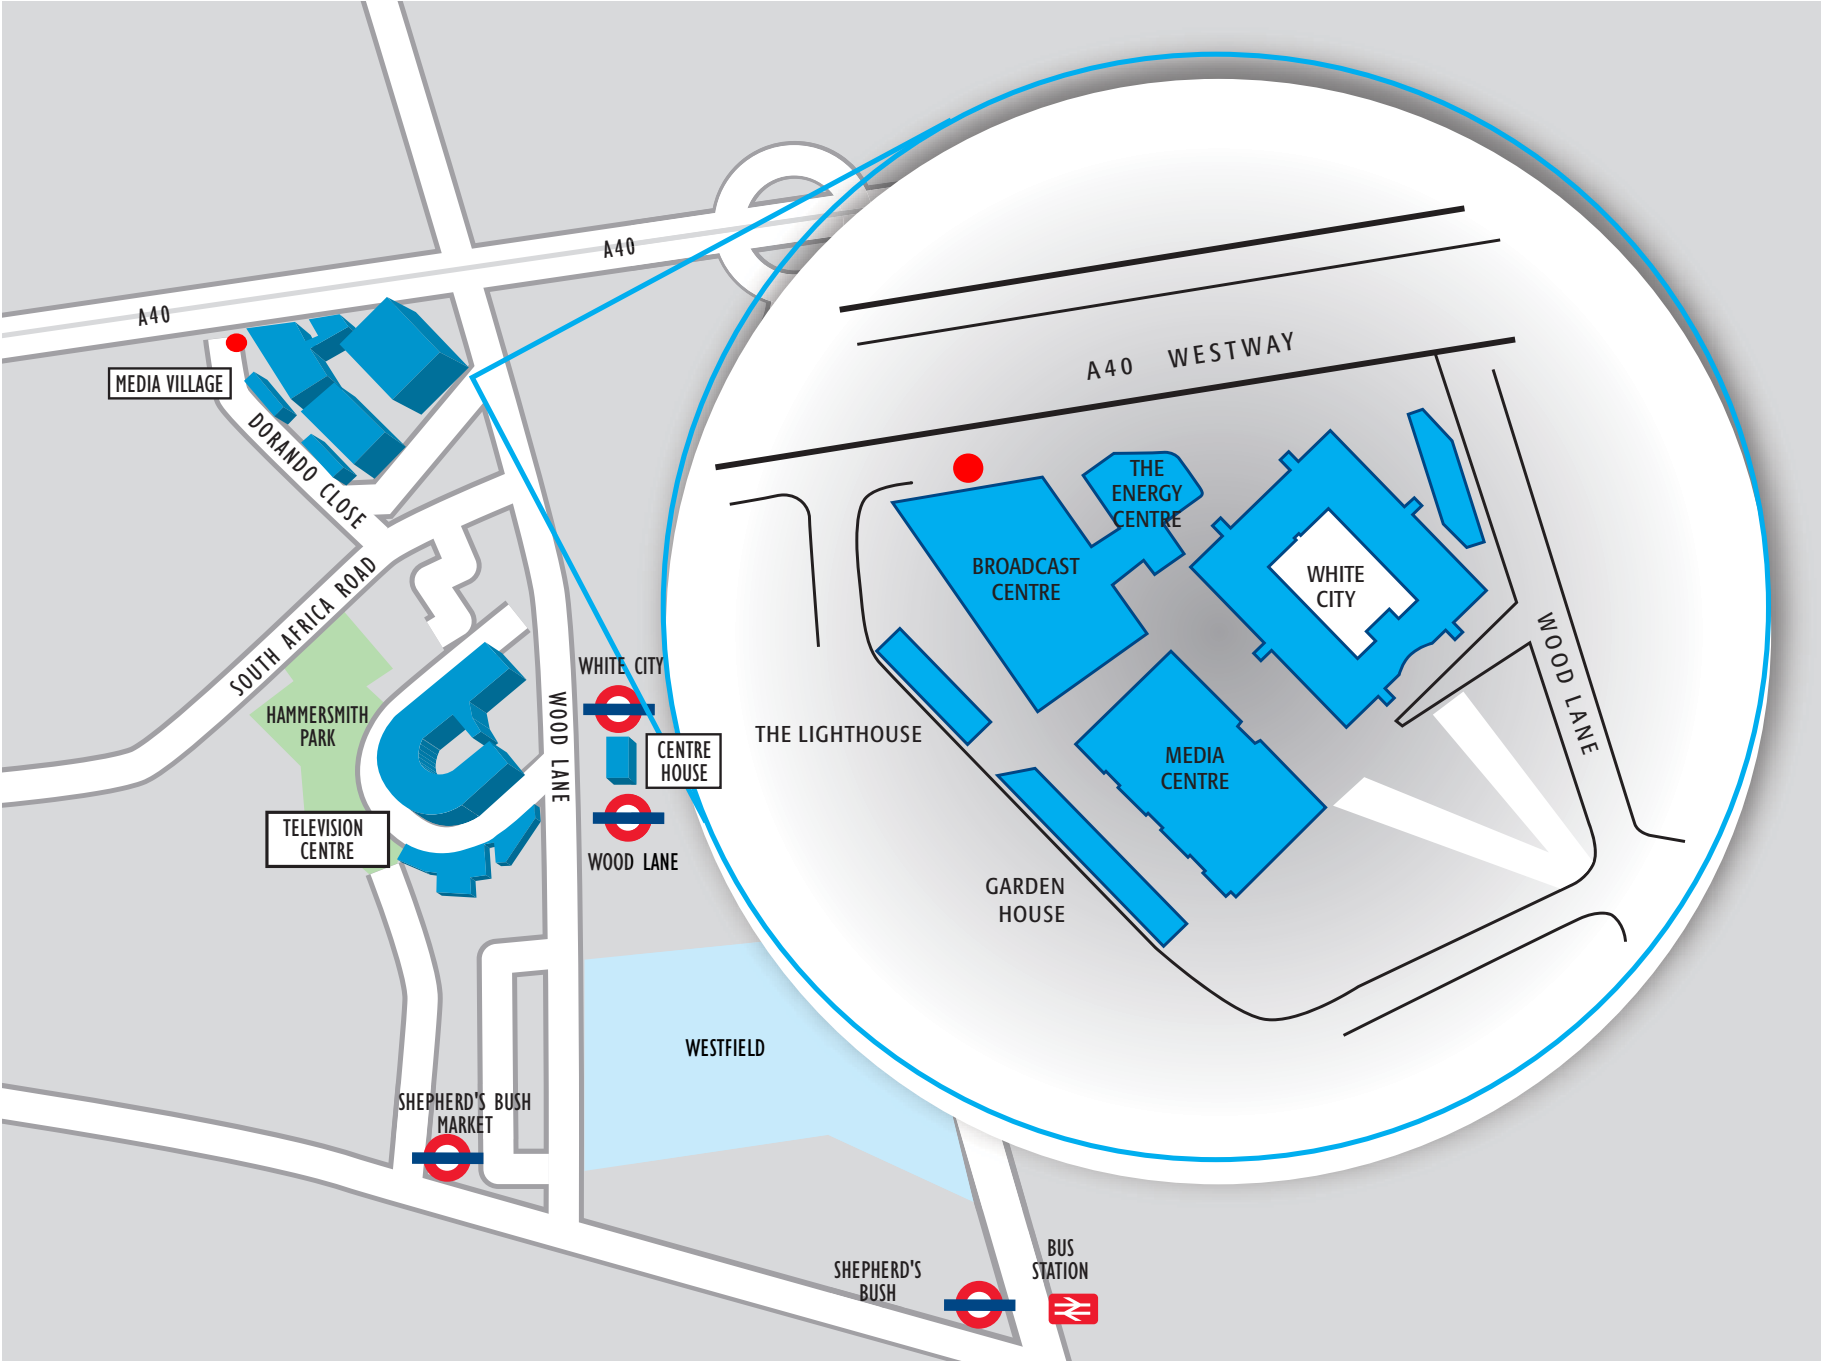 A40
A40
MEDIA VILLAGE
DORANDO CLOSE
SOUTH AFRICA ROAD
HAMMERSMITH
PARK
TELEVISION
CENTRE
WOOD LANE
WHITE CITY
CENTRE
HOUSE
WOOD LANE
WESTFIELD
SHEPHERD'S BUSH
MARKET
SHEPHERD'S
BUSH
BUS
STATION
A40 WESTWAY
THE
ENERGY
CENTRE
BROADCAST
CENTRE
WHITE
CITY
WOOD LANE
THE LIGHTHOUSE
MEDIA
CENTRE
GARDEN
HOUSE